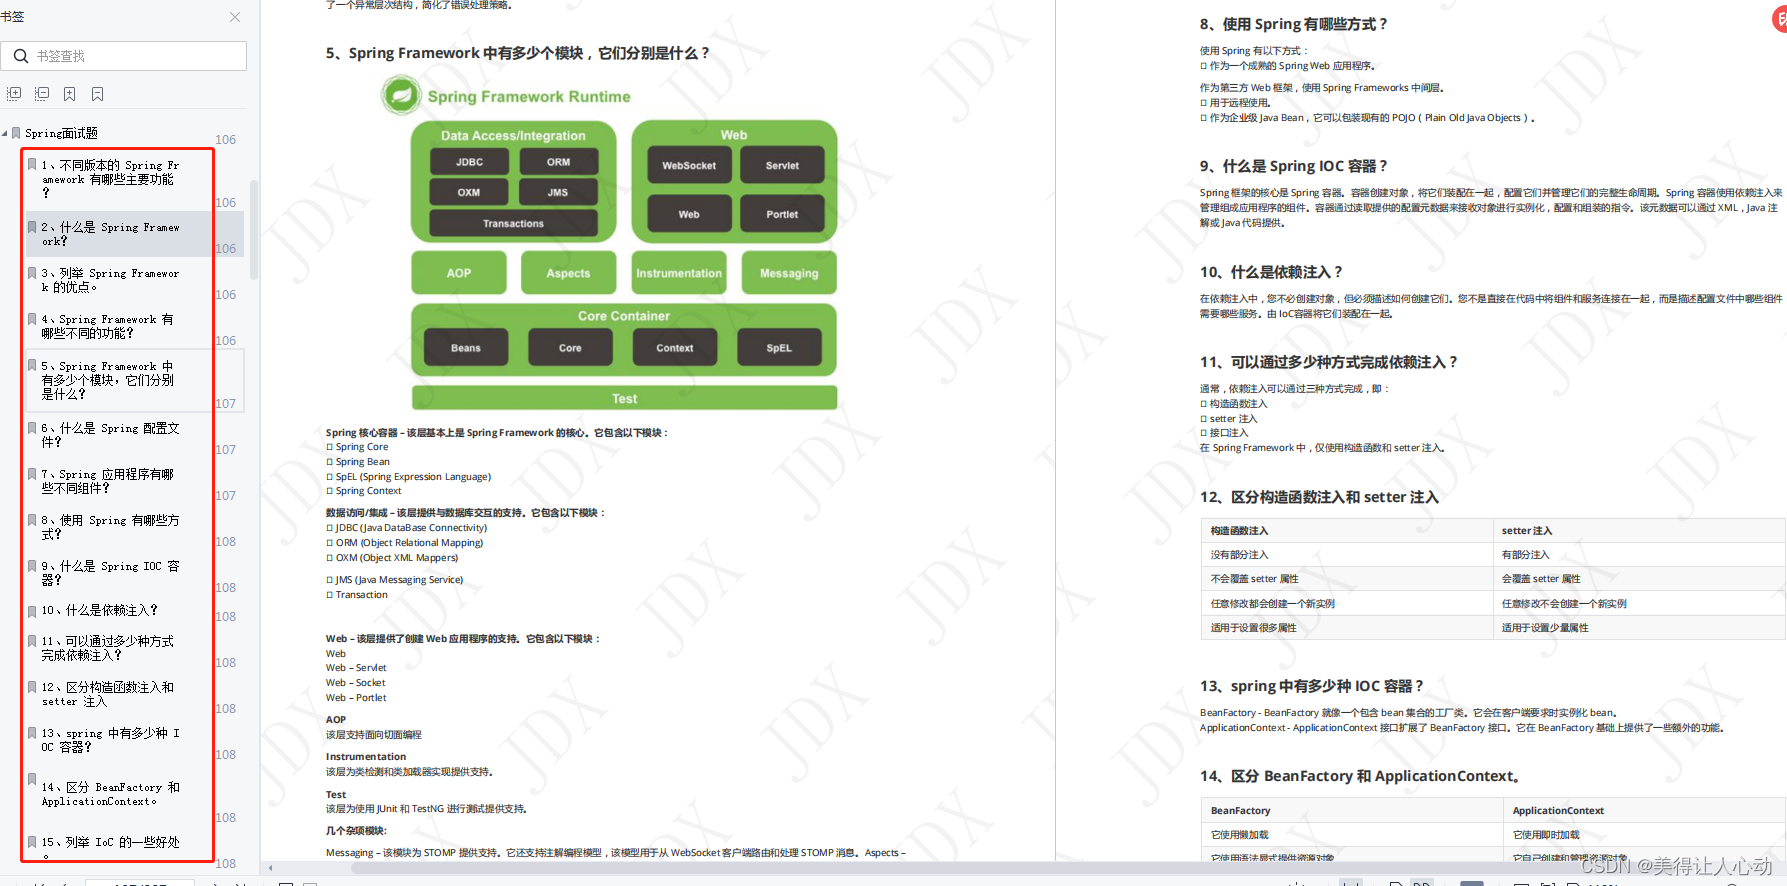 书签
书签查找
Spring面试题
106
1、不同版本的 Spring Fr
amework 有哪些主要功能
？
106
2、什么是 Spring Framew
ork？
106
3、列举 Spring Framewor
k 的优点。
106
4、Spring Framework 有
哪些不同的功能？
106
5、Spring Framework 中
有多少个模块，它们分别
是什么？
107
6、什么是 Spring 配置文
件？
107
7、Spring 应用程序有哪
些不同组件？
107
8、使用 Spring 有哪些方
式？
108
9、什么是 Spring IOC 容
器？
108
10、什么是依赖注入？
108
11、可以通过多少种方式
完成依赖注入？
108
12、区分构造函数注入和
setter 注入
108
13、spring 中有多少种 I
OC 容器？
108
14、区分 BeanFactory 和
ApplicationContext。
108
15、列举 IoC 的一些好处
。
108
了一个异常层次结构，简化了错误处理策略。
5、Spring Framework 中有多少个模块，它们分别是什么？
Spring Framework Runtime
Data Access/Integration
JDBC
ORM
OXM
JMS
Transactions
Web
WebSocket
Servlet
Web
Portlet
AOP
Aspects
Instrumentation
Messaging
Core Container
Beans
Core
Context
SpEL
Test
Spring 核心容器 – 该层基本上是 Spring Framework 的核心。它包含以下模块：
Spring Core
Spring Bean
SpEL (Spring Expression Language)
Spring Context
数据访问/集成 – 该层提供与数据库交互的支持。它包含以下模块：
JDBC (Java DataBase Connectivity)
ORM (Object Relational Mapping)
OXM (Object XML Mappers)
JMS (Java Messaging Service)
Transaction
Web – 该层提供了创建 Web 应用程序的支持。它包含以下模块：
Web
Web – Servlet
Web – Socket
Web – Portlet
AOP
该层支持面向切面编程
Instrumentation
该层为类检测和类加载器实现提供支持。
Test
该层为使用 JUnit 和 TestNG 进行测试提供支持。
几个杂项模块:
Messaging – 该模块为 STOMP 提供支持。它还支持注解编程模型，该模型用于从 WebSocket 客户端路由和处理 STOMP 消息。Aspects –
8、使用 Spring 有哪些方式？
使用 Spring 有以下方式：
作为一个成熟的 Spring Web 应用程序。
作为第三方 Web 框架，使用 Spring Frameworks 中间层。
用于远程使用。
作为企业级 Java Bean，它可以包装现有的 POJO（Plain Old Java Objects）。
9、什么是 Spring IOC 容器？
Spring 框架的核心是 Spring 容器。容器创建对象，将它们装配在一起，配置它们并管理它们的完整生命周期。Spring 容器使用依赖注入来
管理组成应用程序的组件。容器通过读取提供的配置元数据来接收对象进行实例化，配置和组装的指令。该元数据可以通过 XML，Java 注
解或 Java 代码提供。
10、什么是依赖注入？
在依赖注入中，您不必创建对象，但必须描述如何创建它们。您不是直接在代码中将组件和服务连接在一起，而是描述配置文件中哪些组件
需要哪些服务。由 IoC容器将它们装配在一起。
11、可以通过多少种方式完成依赖注入？
通常，依赖注入可以通过三种方式完成，即：
构造函数注入
setter 注入
接口注入
在 Spring Framework 中，仅使用构造函数和 setter 注入。
12、区分构造函数注入和 setter 注入
构造函数注入
setter 注入
没有部分注入
有部分注入
不会覆盖 setter 属性
会覆盖 setter 属性
任意修改都会创建一个新实例
任意修改不会创建一个新实例
适用于设置很多属性
适用于设置少量属性
13、spring 中有多少种 IOC 容器？
BeanFactory - BeanFactory 就像一个包含 bean 集合的工厂类。它会在客户端要求时实例化 bean。
ApplicationContext - ApplicationContext 接口扩展了 BeanFactory 接口。它在 BeanFactory 基础上提供了一些额外的功能。
14、区分 BeanFactory 和 ApplicationContext。
BeanFactory
ApplicationContext
它使用懒加载
它使用即时加载
它使用语法显式提供资源对象
它自己创建和管理资源对象
CSDN @美得让人心动
JDX